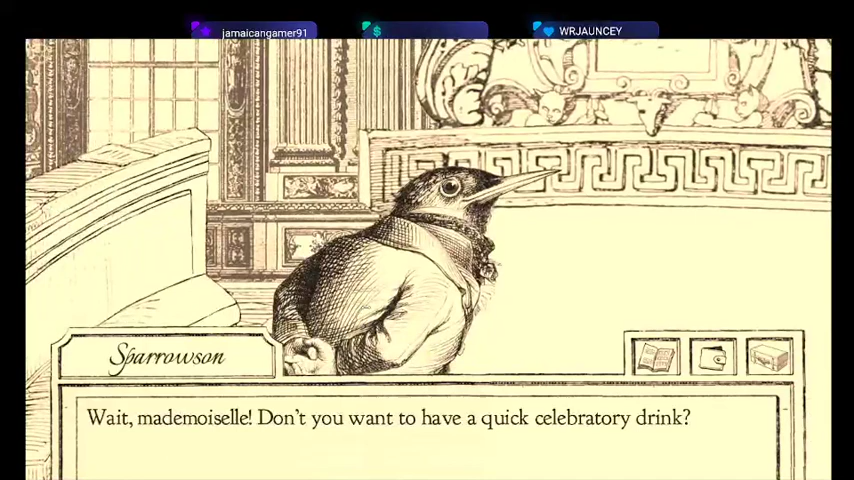 jamaicangamer91
$
WRJAUNCEY
Sparrowson
Wait, mademoiselle! Don't you want to have a quick celebratory drink?